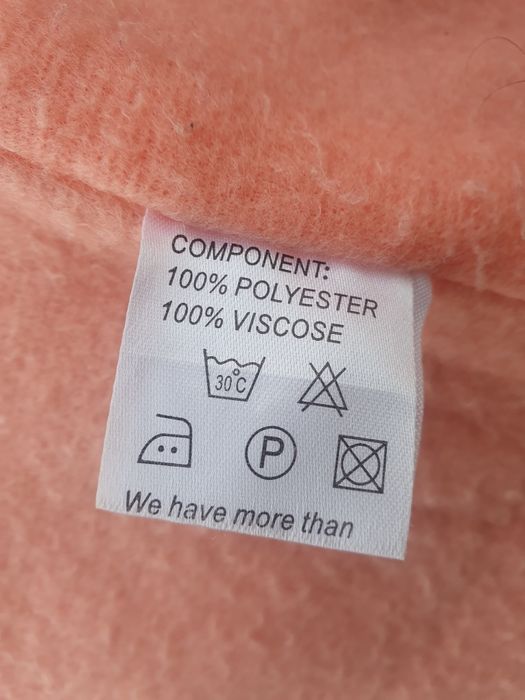 COMPONENT:
100% POLYESTER
100% VISCOSE
30°C
P
We have more than